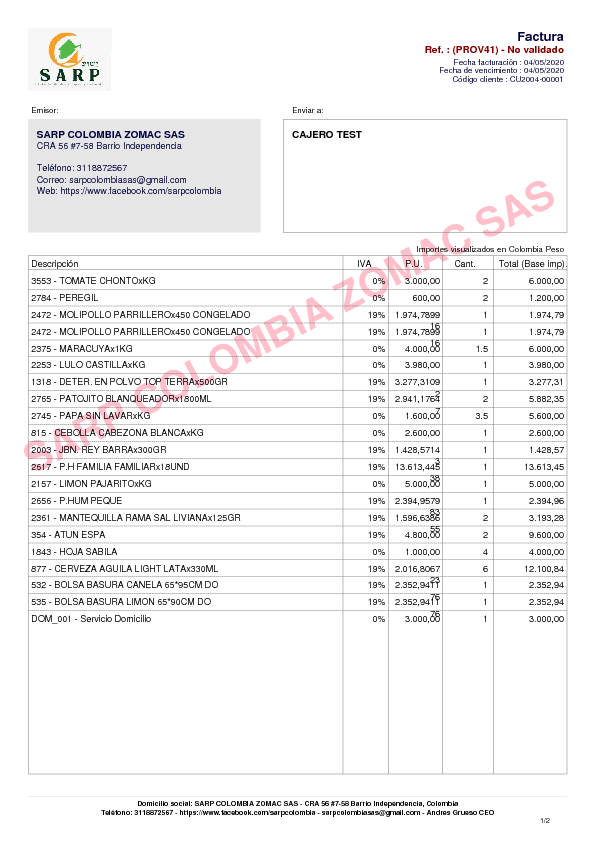 SARP
Factura
Ref. : (PROV41) - No validado
Fecha facturación : 04/05/2020
Fecha de vencimiento : 04/05/2020
Código cliente : CU2004-00001
Emisor:
Enviar a:
SARP COLOMBIA ZOMAC SAS
CRA 56 #7-58 Barrio Independencia
Teléfono: 3118872567
Correo: sarpcolombiasas@gmail.com
Web: https://www.facebook.com/sarpcolombia
CAJERO TEST
SARP COLOMBIA ZOMAC SAS
Importes visualizados en Colombia Peso
Descripción IVA P.U. Cant. Total (Base imp).
3553 - TOMATE CHONTOxKG 0% 3.000,00 2 6.000,00
2784 - PEREGIL 0% 600,00 2 1.200,00
2472 - MOLIPOLLO PARRILLEROx450 CONGELADO 19% 1.974,7899 1 1.974,79
16
2472 - MOLIPOLLO PARRILLEROx450 CONGELADO 19% 1.974,7899 1 1.974,79
16
2375 - MARACUYAx1KG 0% 4.000,00 1.5 6.000,00
2253 - LULO CASTILLAxKG 0% 3.980,00 1 3.980,00
1318 - DETER. EN POLVO TOP TERRAx500GR 19% 3.277,3109 1 3.277,31
2
2765 - PATOJITO BLANQUEADORx1800ML 19% 2.941,1764 2 5.882,35
7
2745 - PAPA SIN LAVARxKG 0% 1.600,00 3.5 5.600,00
815 - CEBOLLA CABEZONA BLANCAxKG 0% 2.600,00 1 2.600,00
2003 - JBN. REY BARRAx300GR 19% 1.428,5714 1 1.428,57
3
2617 - P.H FAMILIA FAMILIARx18UND 19% 13.613,445 1 13.613,45
38
2157 - LIMON PAJARITOxKG 0% 5.000,00 1 5.000,00
2656 - P.HUM PEQUE 19% 2.394,9579 1 2.394,96
83
2361 - MANTEQUILLA RAMA SAL LIVIANAx125GR 19% 1.596,6386 2 3.193,28
55
354 - ATUN ESPA 19% 4.800,00 2 9.600,00
1843 - HOJA SABILA 0% 1.000,00 4 4.000,00
877 - CERVEZA AGUILA LIGHT LATAx330ML 19% 2.016,8067 6 12.100,84
23
532 - BOLSA BASURA CANELA 65*95CM DO 19% 2.352,9411 1 2.352,94
76
535 - BOLSA BASURA LIMON 65*90CM DO 19% 2.352,9411 1 2.352,94
76
DOM_001 - Servicio Domicilio 0% 3.000,00 1 3.000,00
Domicilio social: SARP COLOMBIA ZOMAC SAS - CRA 56 #7-58 Barrio Independencia, Colombia
Teléfono: 3118872567 - https://www.facebook.com/sarpcolombia - sarpcolombiasas@gmail.com - Andres Grueso CEO
1/2